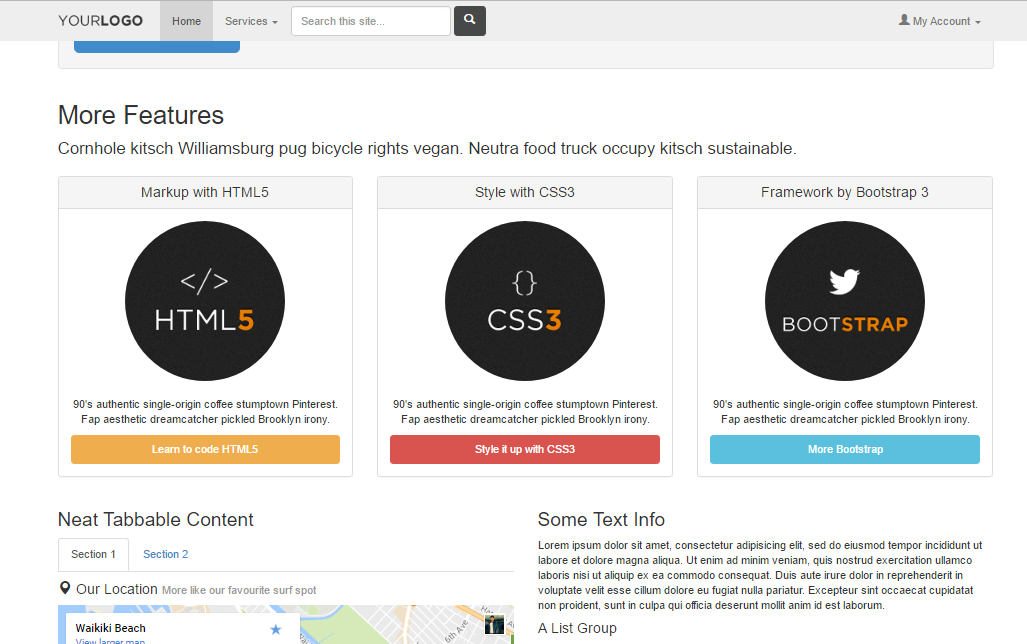 YOURLOGO Home Services Search this site... My Account
More Features
Cornhole kitsch Williamsburg pug bicycle rights vegan. Neutra food truck occupy kitsch sustainable.
Markup with HTML5
</>
HTML5
90's authentic single-origin coffee stumptown Pinterest.
Fap aesthetic dreamcatcher pickled Brooklyn irony.
Learn to code HTML5
Style with CSS3
{}
CSS3
90's authentic single-origin coffee stumptown Pinterest.
Fap aesthetic dreamcatcher pickled Brooklyn irony.
Style it up with CSS3
Framework by Bootstrap 3
BOOTSTRAP
90's authentic single-origin coffee stumptown Pinterest.
Fap aesthetic dreamcatcher pickled Brooklyn irony.
More Bootstrap
Neat Tabbable Content
Section 1 Section 2
Our Location More like our favourite surf spot
Waikiki Beach
View larger map
6th Ave
Some Text Info
Lorem ipsum dolor sit amet, consectetur adipisicing elit, sed do eiusmod tempor incididunt ut
labore et dolore magna aliqua. Ut enim ad minim veniam, quis nostrud exercitation ullamco
laboris nisi ut aliquip ex ea commodo consequat. Duis aute irure dolor in reprehenderit in
voluptate velit esse cillum dolore eu fugiat nulla pariatur. Excepteur sint occaecat cupidatat
non proident, sunt in culpa qui officia deserunt mollit anim id est laborum.
A List Group